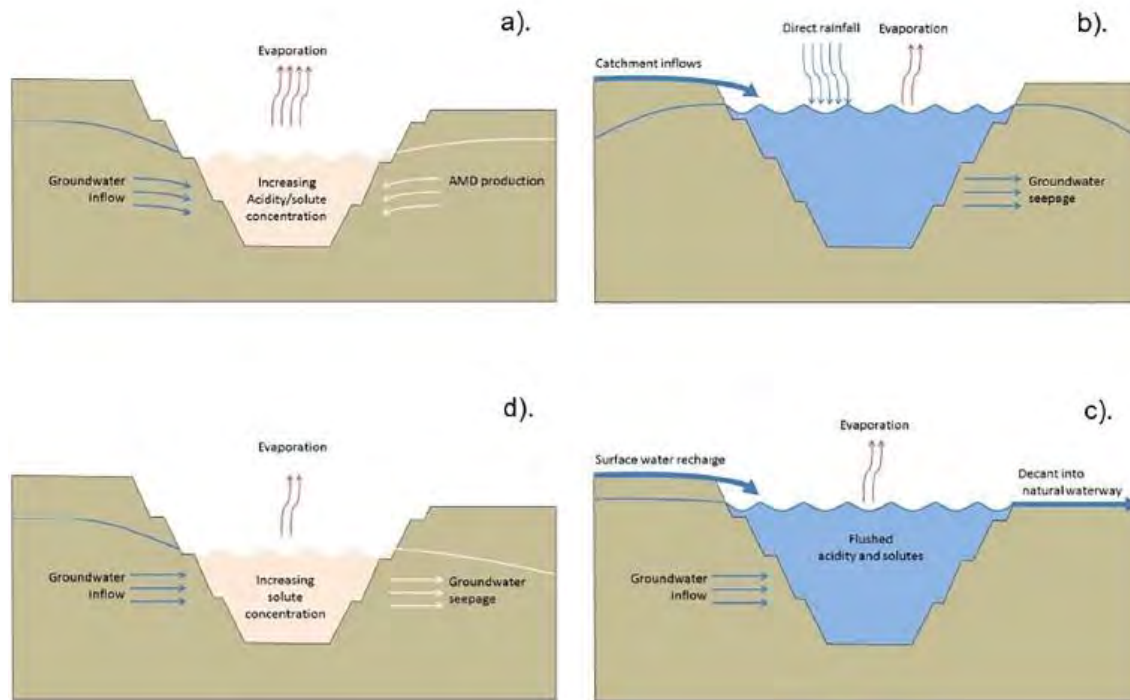 a).
Evaporation
Groundwater
Inflow
Increasing
Acidity/solute
concentration
AMD production
b).
Direct rainfall
Evaporation
Catchment inflows
Groundwater
seepage
d).
Evaporation
Groundwater
Inflow
Increasing
solute
concentration
Groundwater
seepage
c).
Evaporation
Surface water recharge
Decant into
natural waterway
Flushed
acidity and solutes
Groundwater
Inflow